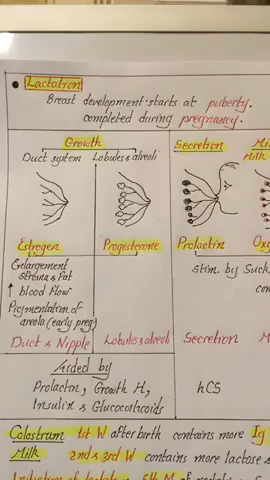 • Lactation
Breast development starts at puberty.
completed during pregnancy.
Growth
Duct system Lobules & alveoli
Secretion
Milk
Estrogen
Progesterone
Prolactin
Enlargement
stroma & Fat
↑ blood flow
Pigmentation of
areola (early preg)
stim. by Suck
Duct & Nipple
Lobules & alveoli
Secretion
M
Aided by
Prolactin, Growth H,
Insulin & Glucocorticoids
hCS
Colostrum 1st W after birth contains more Ig
Milk 2nd & 3rd W contains more lactose &